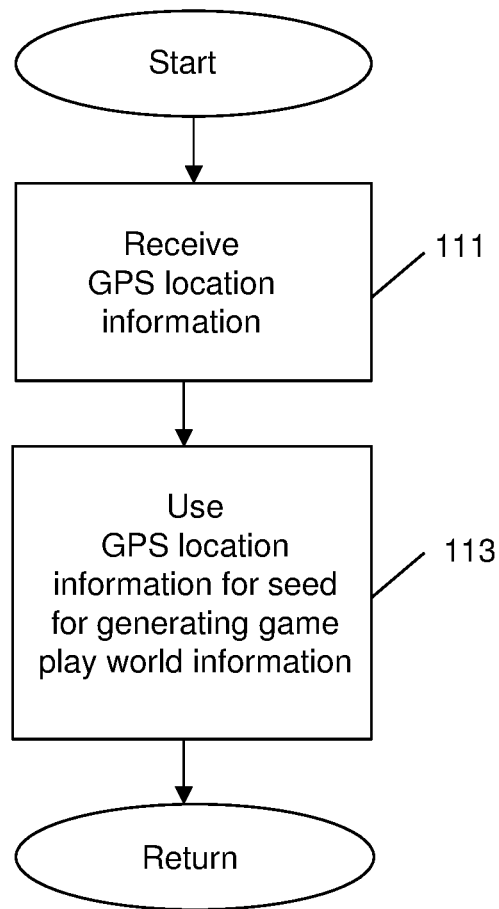 Start
Receive
GPS location
information
111
Use
GPS location
information for seed
for generating game
play world information
113
Return